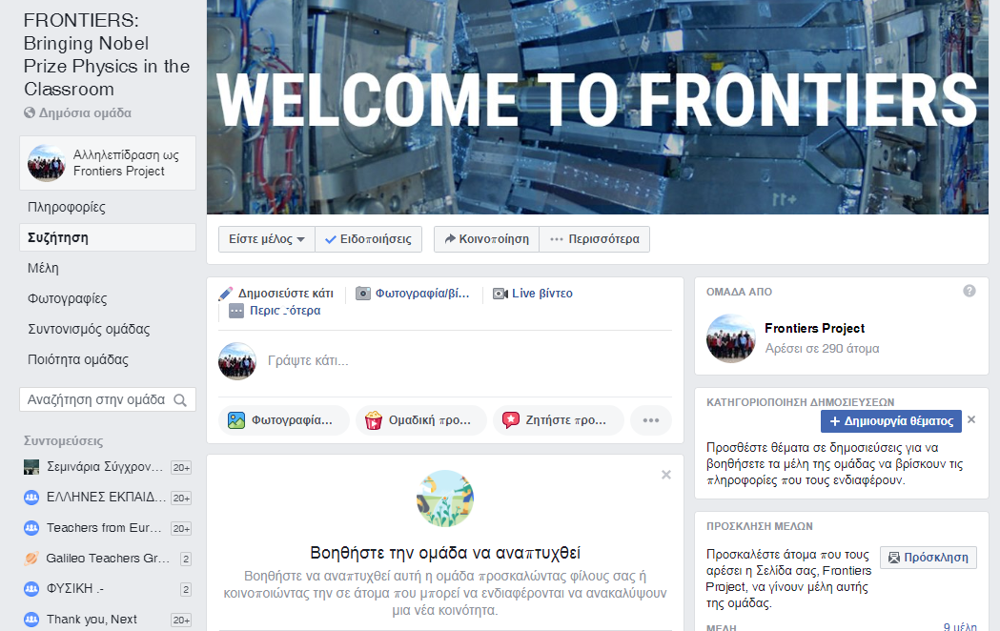 FRONTIERS:
Bringing Nobel
Prize Physics in the
Classroom
Δημόσια ομάδα
Αλληλεπίδραση ως
Frontiers Project
Πληροφορίες
Συζήτηση
Μέλη
Φωτογραφίες
Συντονισμός ομάδας
Ποιότητα ομάδας
Αναζήτηση στην ομάδα
Συντομεύσεις
Σεμινάρια Σύγχρον... 20+
ΕΛΛΗΝΕΣ ΕΚΠΑΙΔ... 20+
Teachers from Eur... 20+
Galileo Teachers Gr... 2
ΦΥΣΙΚΗ .- 2
Thank you, Next 20+
WELCOME TO FRONTIERS
Είστε μέλος Ειδοποιήσεις Κοινοποίηση ··· Περισσότερα
Δημοσιεύστε κάτι Φωτογραφία/βί... Live βίντεο
Περισσότερα
Γράψτε κάτι...
Φωτογραφία... Ομαδική προ... Ζητήστε προ...
Βοηθήστε την ομάδα να αναπτυχθεί
Βοηθήστε να αναπτυχθεί αυτή η ομάδα προσκαλώντας φίλους σας ή
κοινοποιώντας την σε άτομα που μπορεί να ενδιαφέρονται να ανακαλύψουν
μια νέα κοινότητα.
ΟΜΑΔΑ ΑΠΟ
Frontiers Project
Αρέσει σε 290 άτομα
ΚΑΤΗΓΟΡΙΟΠΟΙΗΣΗ ΔΗΜΟΣΙΕΥΣΕΩΝ
+ Δημιουργία θέματος
Προσθέστε θέματα σε δημοσιεύσεις για να
βοηθήσετε τα μέλη της ομάδας να βρίσκουν τις
πληροφορίες που τους ενδιαφέρουν.
ΠΡΟΣΚΛΗΣΗ ΜΕΛΩΝ
Προσκαλέστε άτομα που τους
αρέσει η Σελίδα σας, Frontiers
Project, να γίνουν μέλη αυτής
της ομάδας.
Πρόσκληση
ΜΕΛΗ 9 μέλη